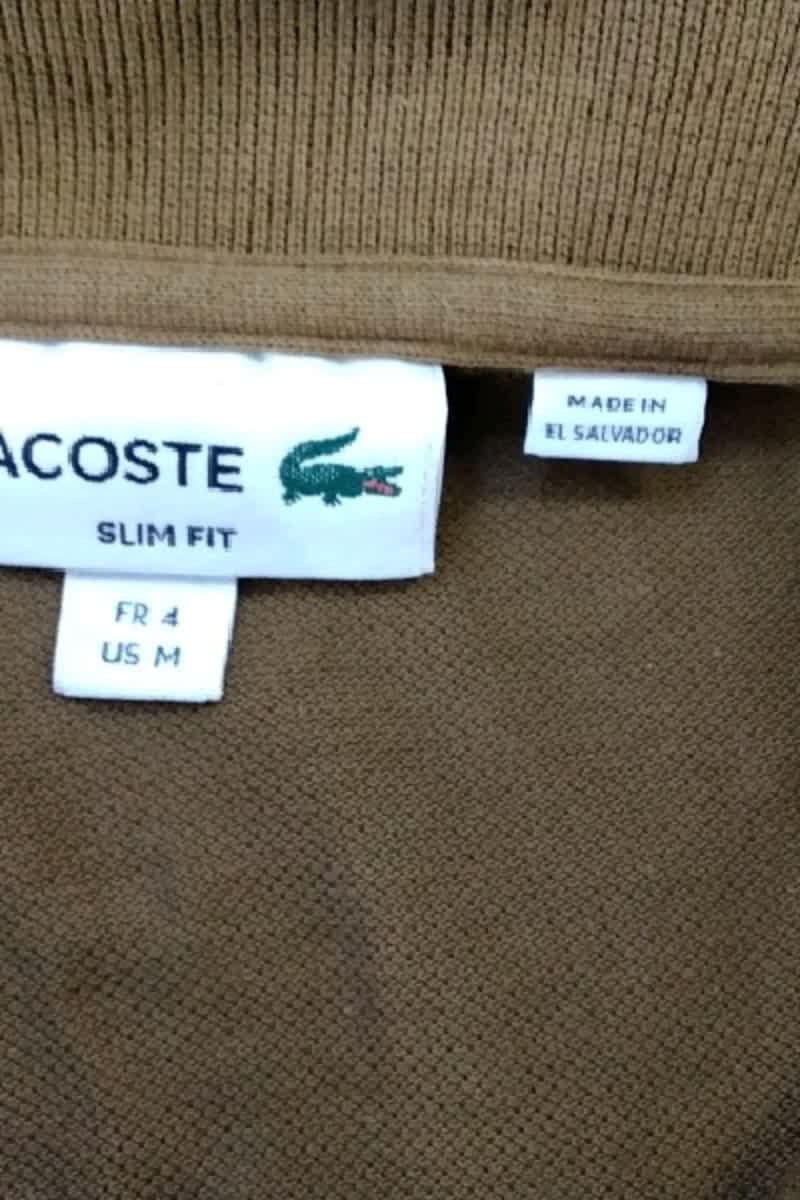 ACOSTE
SLIM FIT
FR 4
US M
MADE IN
EL SALVADOR